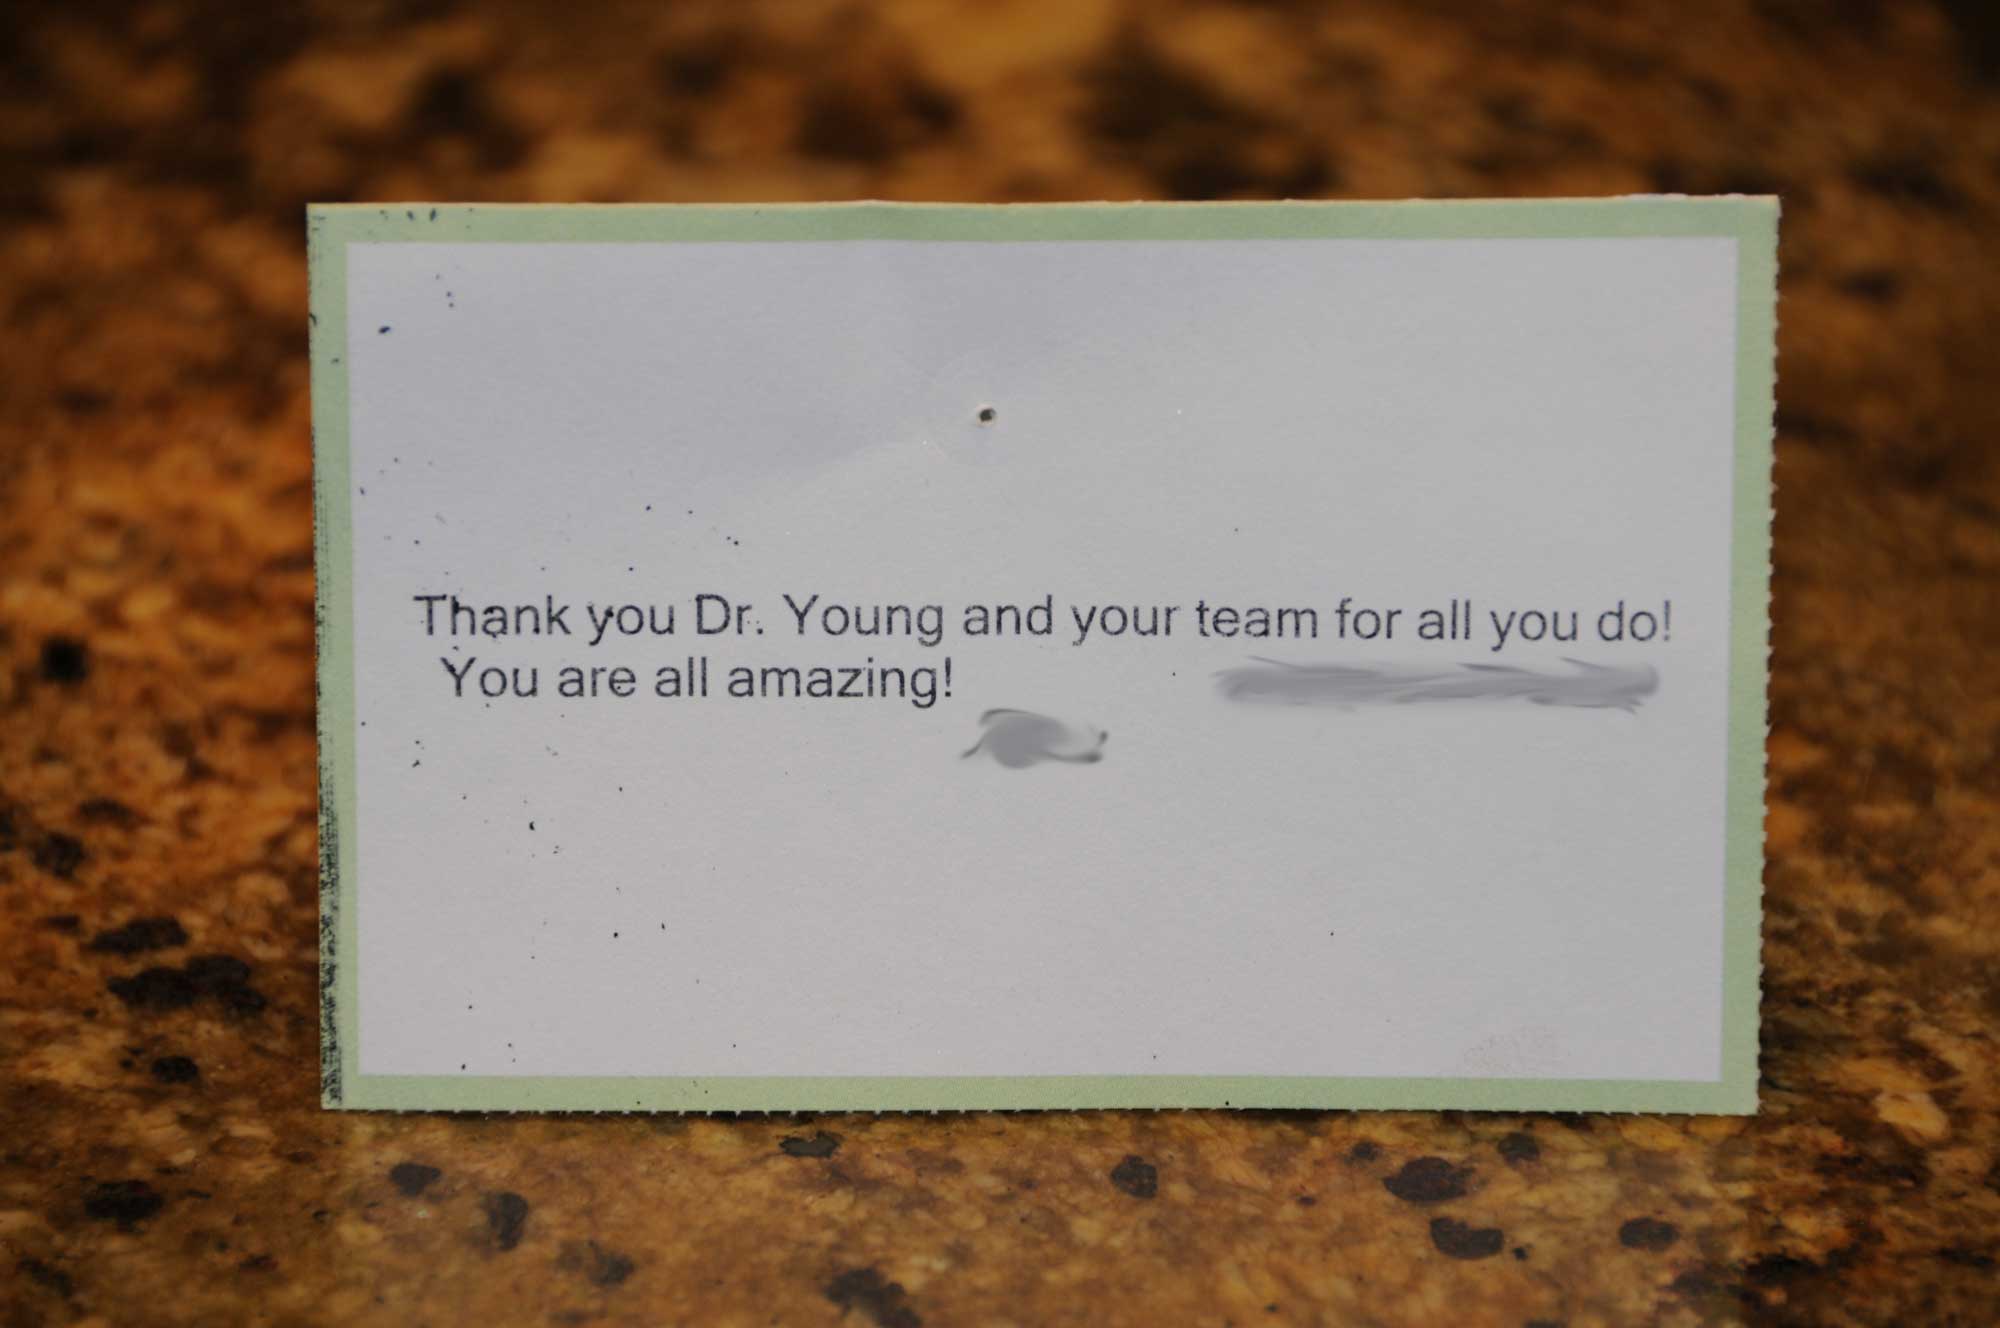 Thank you Dr. Young and your team for all you do!
You are all amazing!